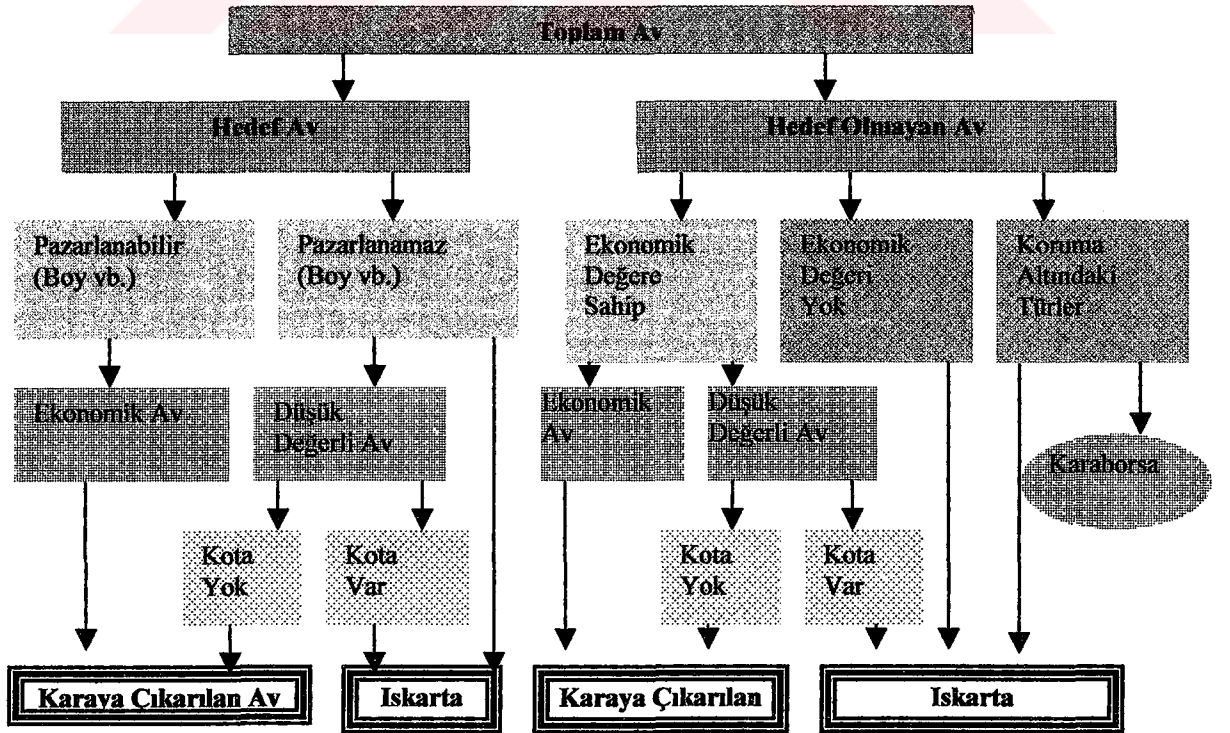 Toplam Av
Hedef Av
Hedef Olmayan Av
Pazarlanabilir
(Boy vb.)
Pazarlanamaz
(Boy vb.)
Ekonomik
Değere
Sahip
Ekonomik
Değeri
Yok
Koruma
Altındaki
Türler
Ekonomik Av
Düşük
Değerli Av
Ekonomik
Av
Düşük
Değerli Av
Karaborsa
Kota
Yok
Kota
Var
Kota
Yok
Kota
Var
Karaya Çıkarılan Av
Iskarta
Karaya Çıkarılan
Iskarta